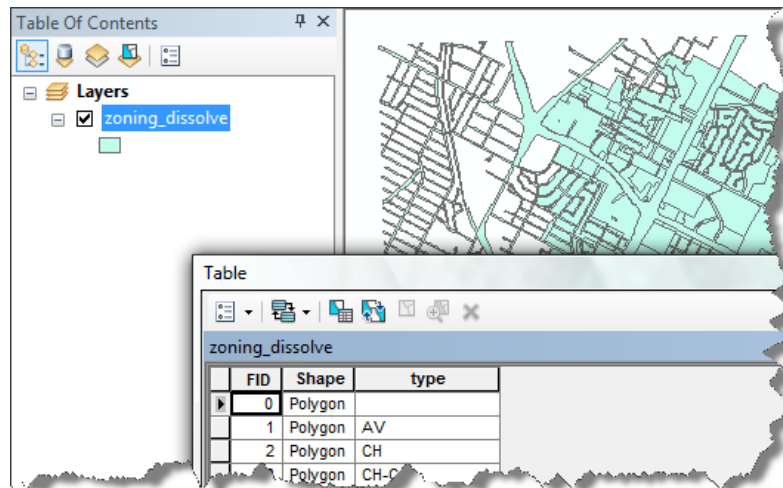 Table Of Contents
Layers
zoning_dissolve
Table
zoning_dissolve
FID Shape type
0 Polygon
1 Polygon AV
2 Polygon CH
Polygon